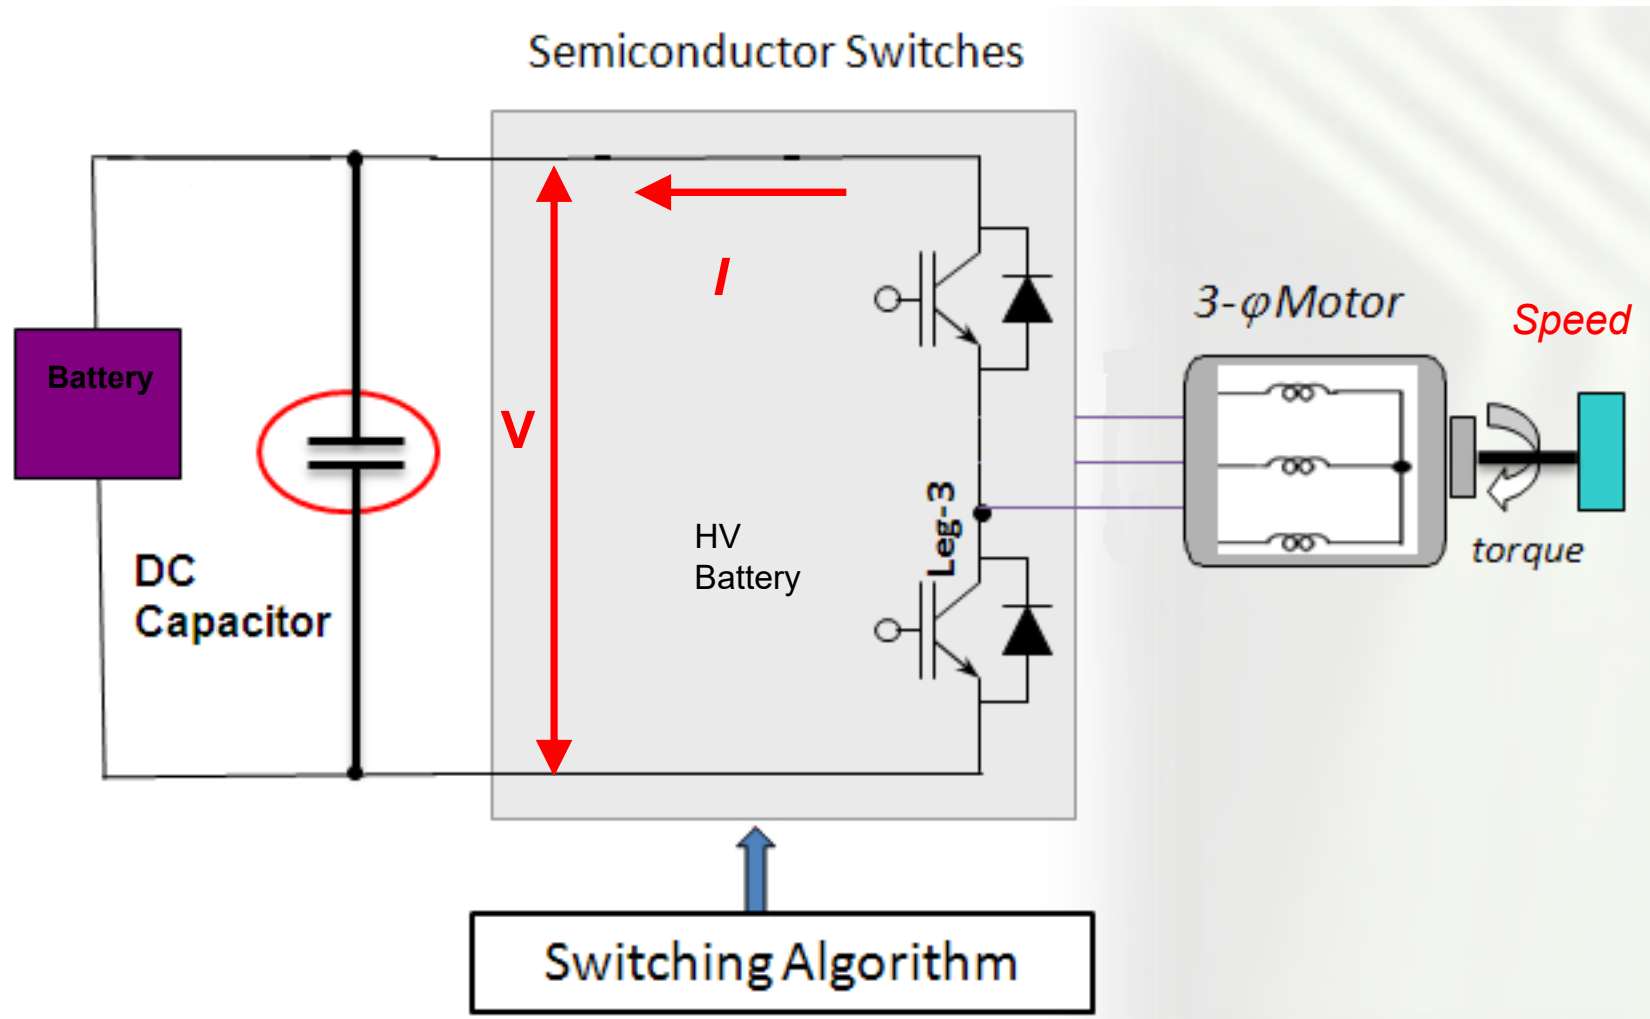 Semiconductor Switches
I
3-φMotor
Speed
Battery
V
Leg-3
HV
Battery
torque
DC
Capacitor
Switching Algorithm